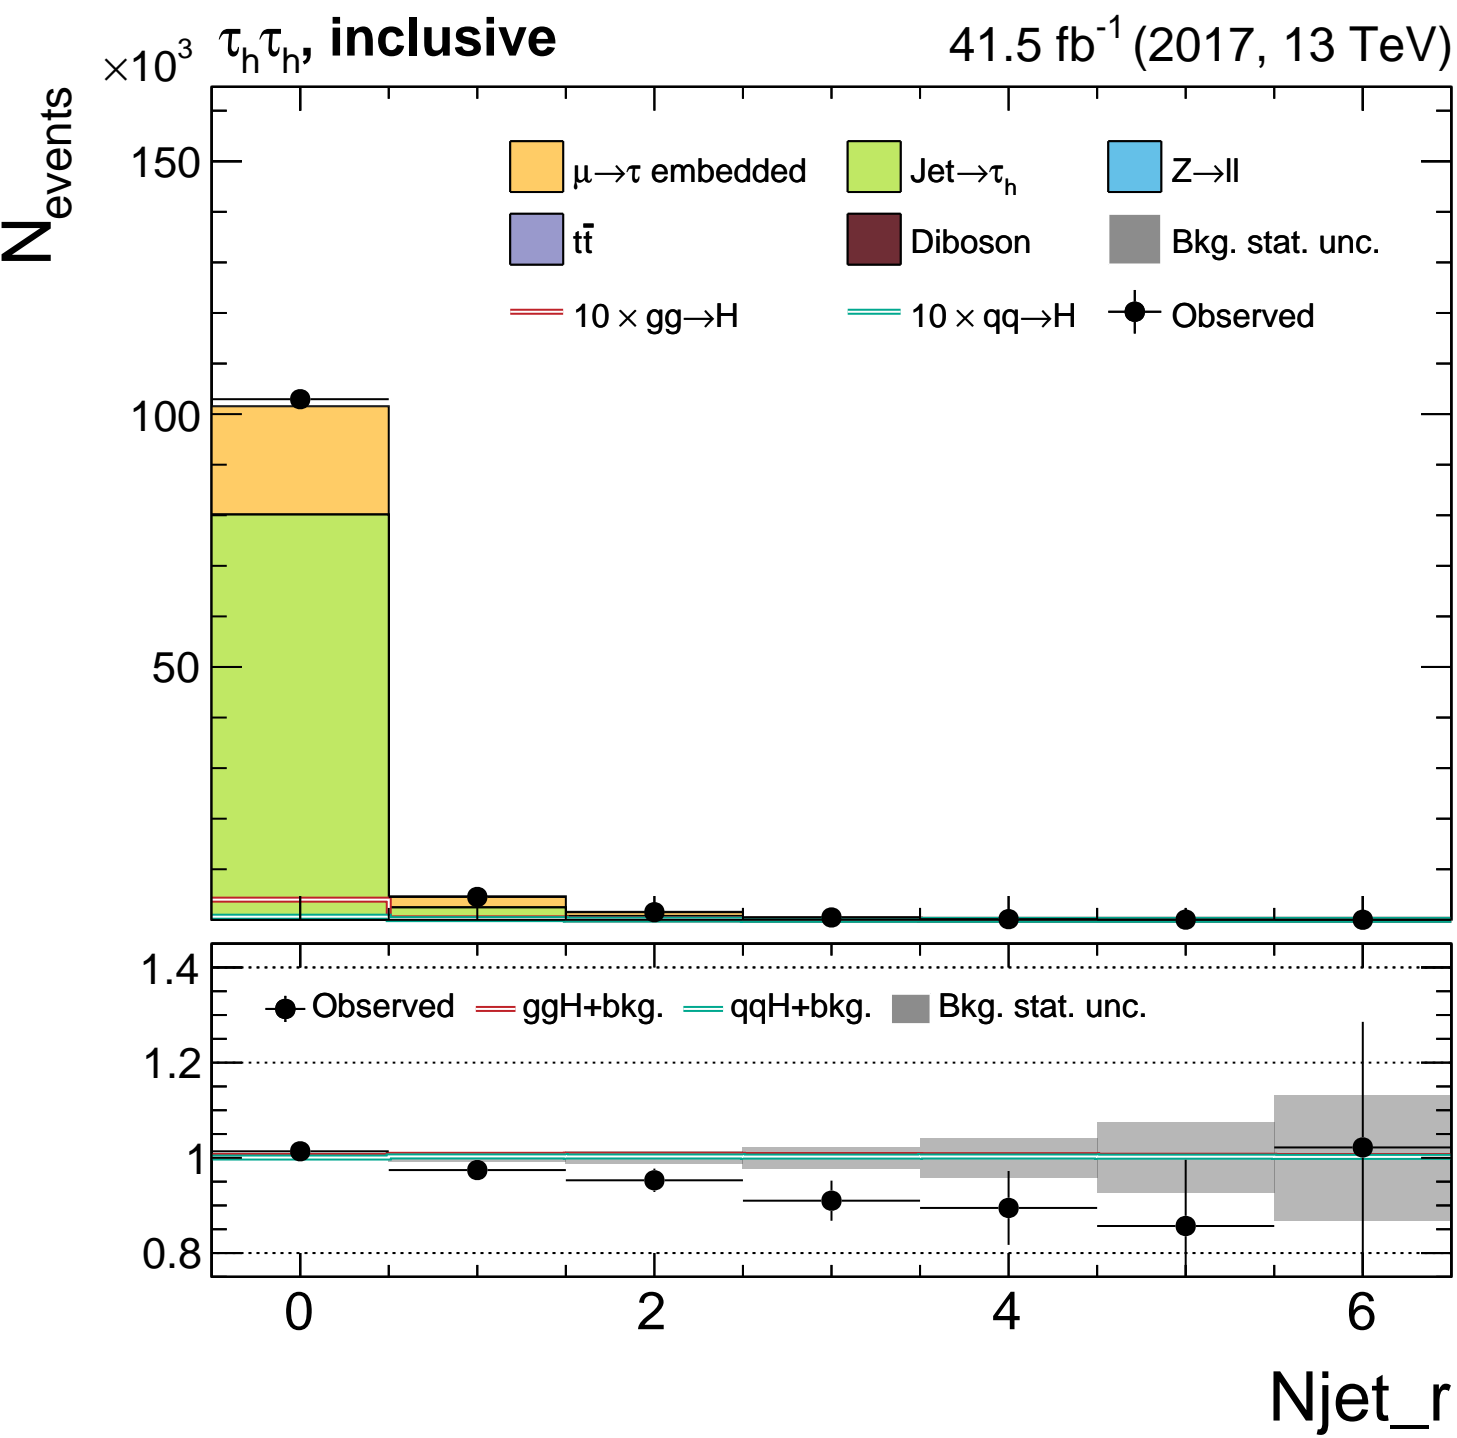 ×10³ τₕτₕ, inclusive 41.5 fb⁻¹ (2017, 13 TeV)
N_events
150
100
50
μ→τ embedded Jet→τₕ Z→ll
tt̄ Diboson Bkg. stat. unc.
10 × gg→H 10 × qq→H Observed
1.4
1.2
1
0.8
Observed ggH+bkg. qqH+bkg. Bkg. stat. unc.
0 2 4 6
Njet_r